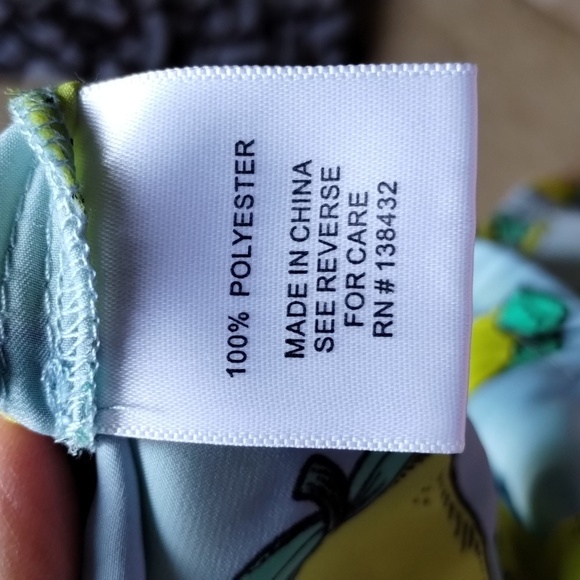 100% POLYESTER
MADE IN CHINA
SEE REVERSE
FOR CARE
RN # 138432